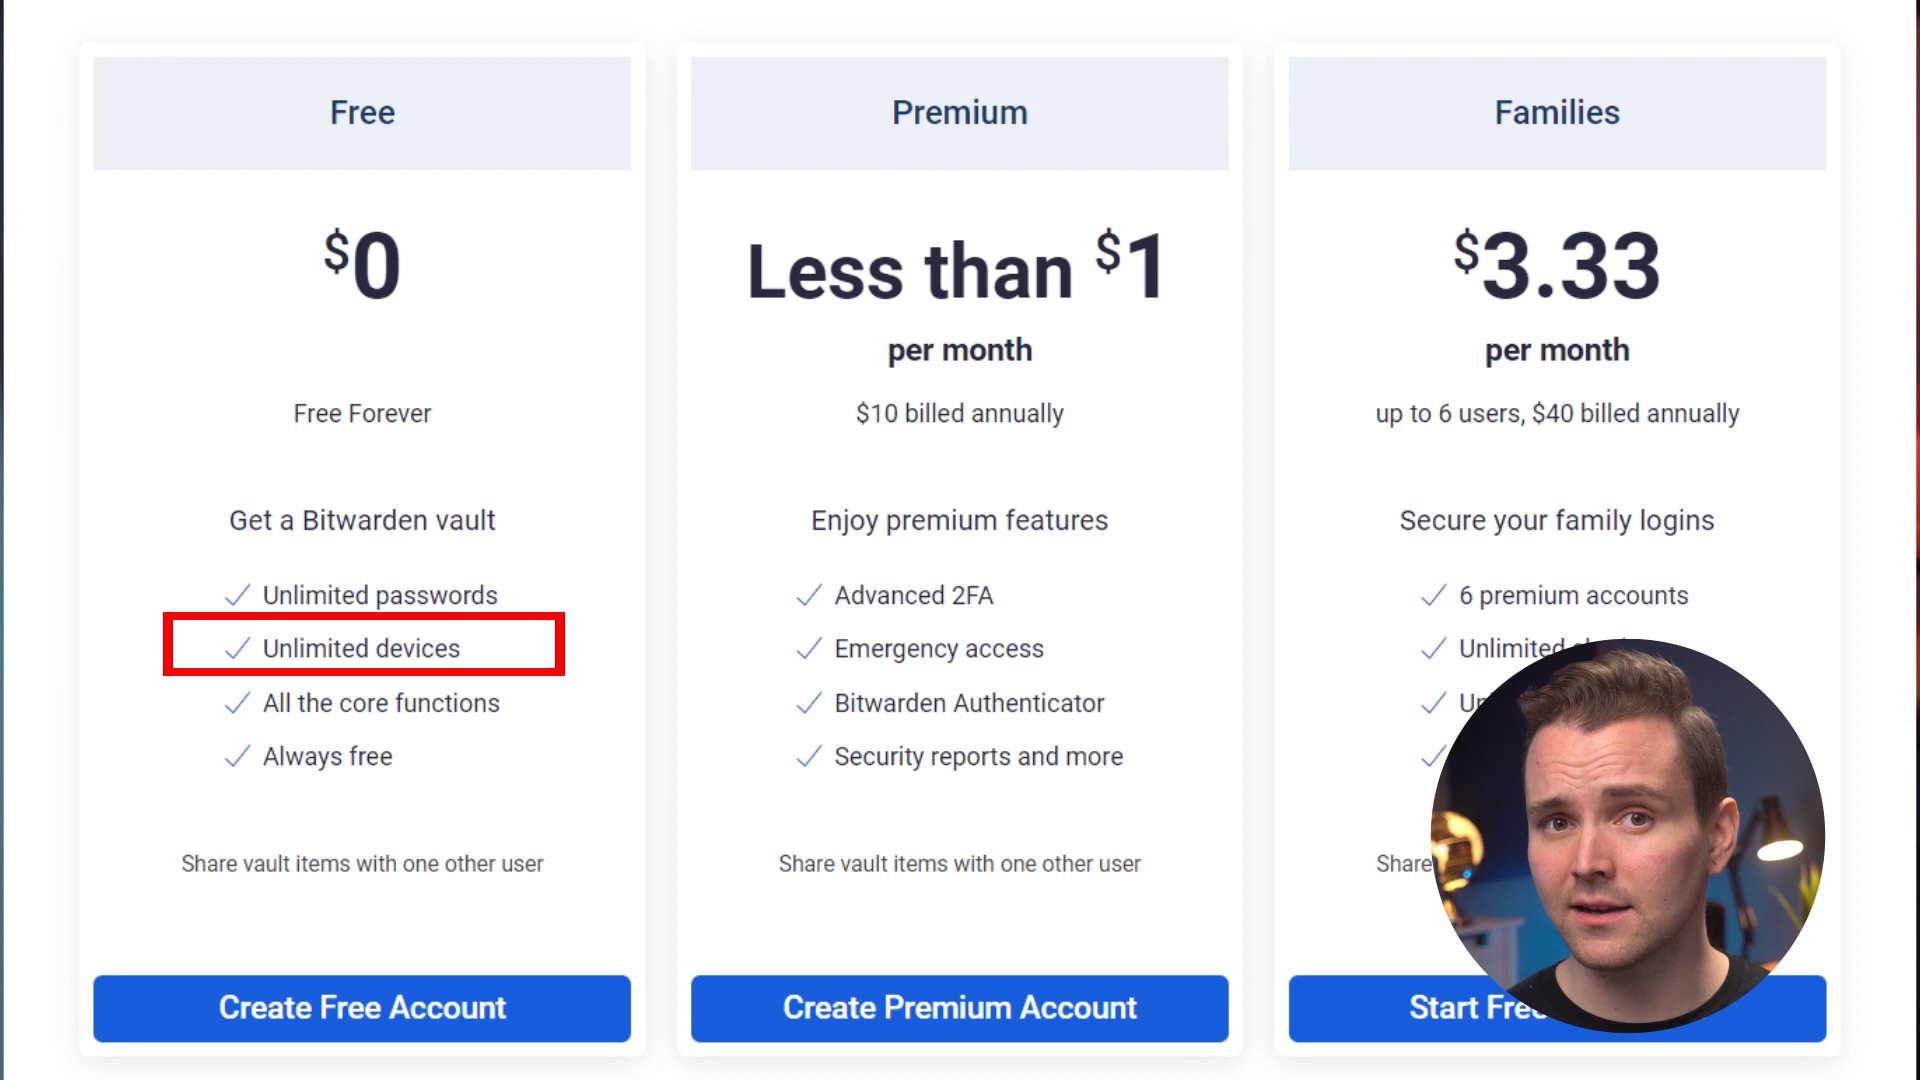 Free
$0
Free Forever
Get a Bitwarden vault
Unlimited passwords
Unlimited devices
All the core functions
Always free
Share vault items with one other user
Create Free Account
Premium
Less than $1
per month
$10 billed annually
Enjoy premium features
Advanced 2FA
Emergency access
Bitwarden Authenticator
Security reports and more
Share vault items with one other user
Create Premium Account
Families
$3.33
per month
up to 6 users, $40 billed annually
Secure your family logins
6 premium accounts
Unlimited
Share
Start Free